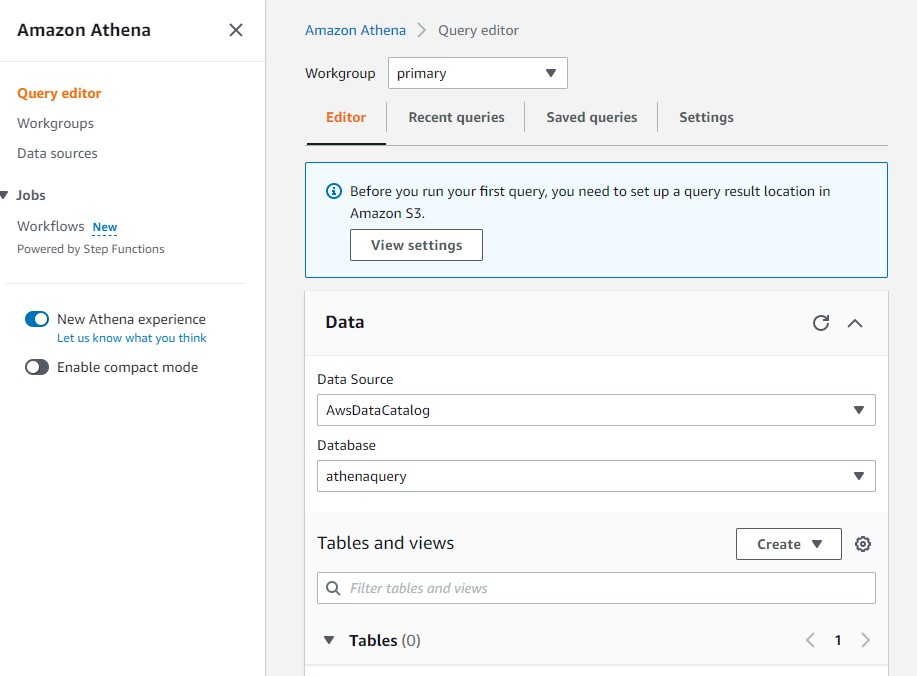 Amazon Athena
Query editor
Workgroups
Data sources
Jobs
Workflows New
Powered by Step Functions
New Athena experience
Let us know what you think
Enable compact mode
Amazon Athena > Query editor
Workgroup primary
Editor Recent queries Saved queries Settings
Before you run your first query, you need to set up a query result location in
Amazon S3.
View settings
Data
Data Source
AwsDataCatalog
Database
athenaquery
Tables and views Create
Filter tables and views
Tables (0) 1